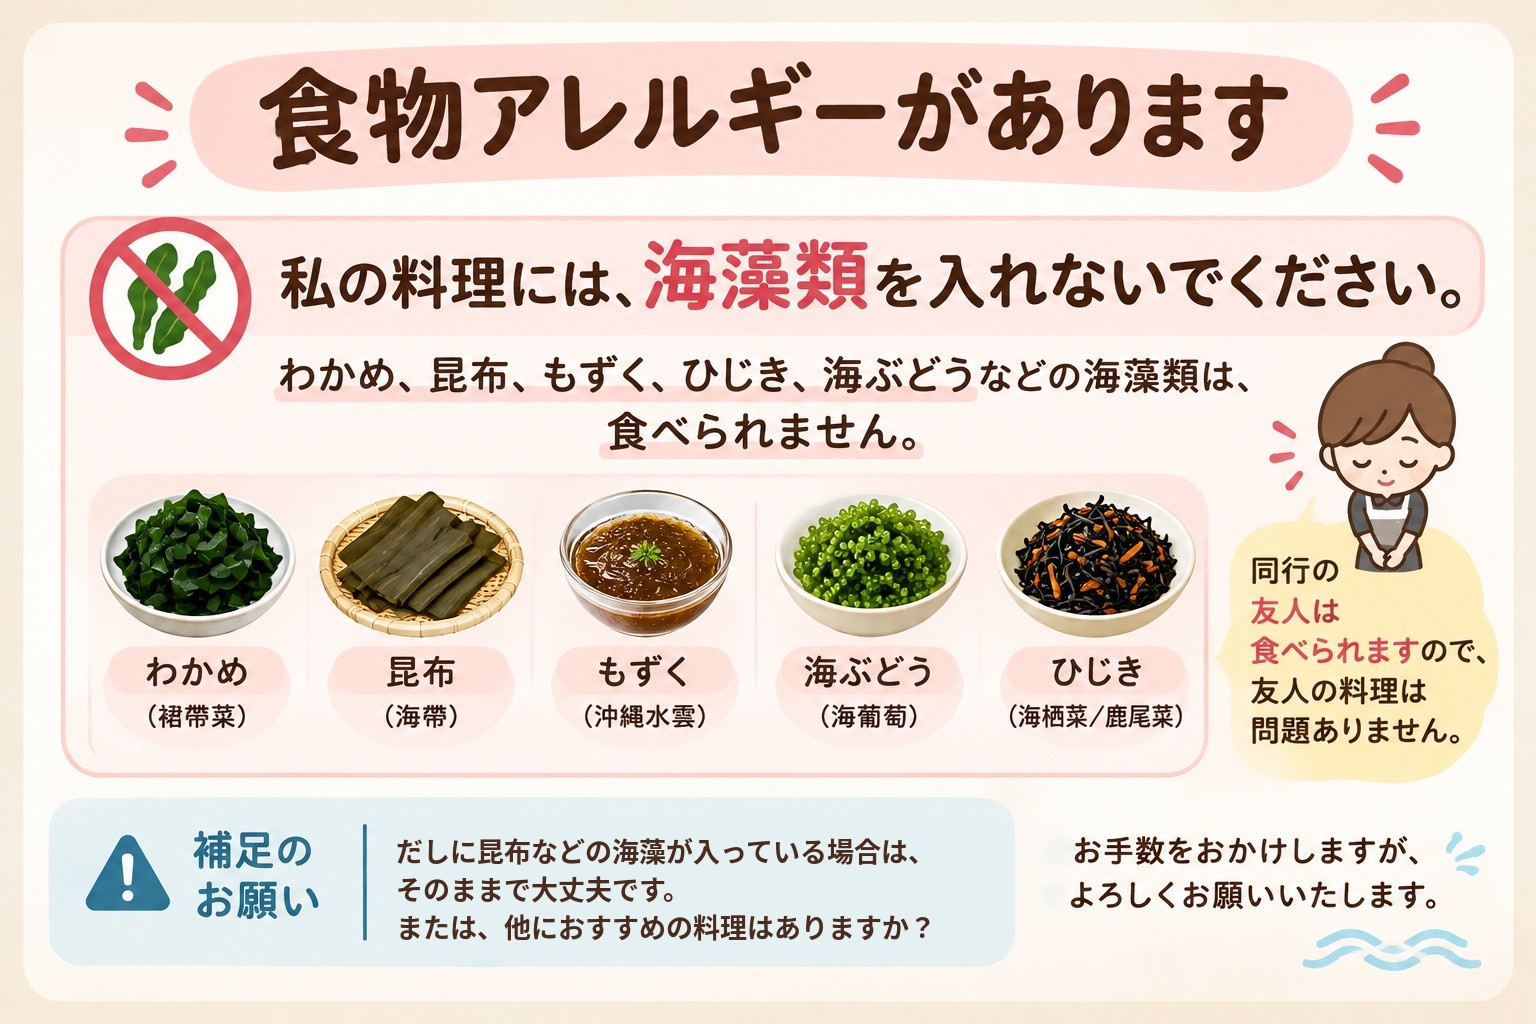 食物アレルギーがあります
私の料理には、海藻類を入れないでください。
わかめ、昆布、もずく、ひじき、海ぶどうなどの海藻類は、
食べられません。
わかめ
(裙帶菜)
昆布
(海帶)
もずく
(沖縄水雲)
海ぶどう
(海葡萄)
ひじき
(海栖菜/鹿尾菜)
同行の
友人は
食べられますので、
友人の料理は
問題ありません。
補足の
お願い
だしに昆布などの海藻が入っている場合は、
そのままで大丈夫です。
または、他におすすめの料理はありますか？
お手数をおかけしますが、
よろしくお願いいたします。